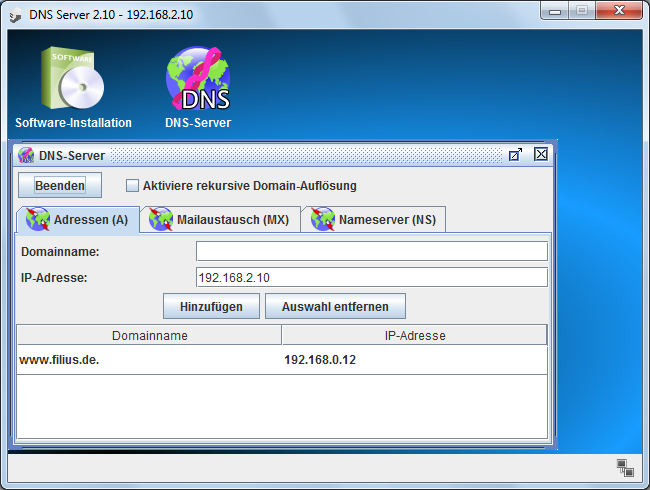 DNS Server 2.10 - 192.168.2.10
SOFTWARE
DNS
Software-Installation
DNS-Server
DNS-Server
Beenden
Aktiviere rekursive Domain-Auflösung
Adressen (A)
Mailaustausch (MX)
Nameserver (NS)
Domainname:
IP-Adresse:
192.168.2.10
Hinzufügen
Auswahl entfernen
Domainname
IP-Adresse
www.filius.de.
192.168.0.12